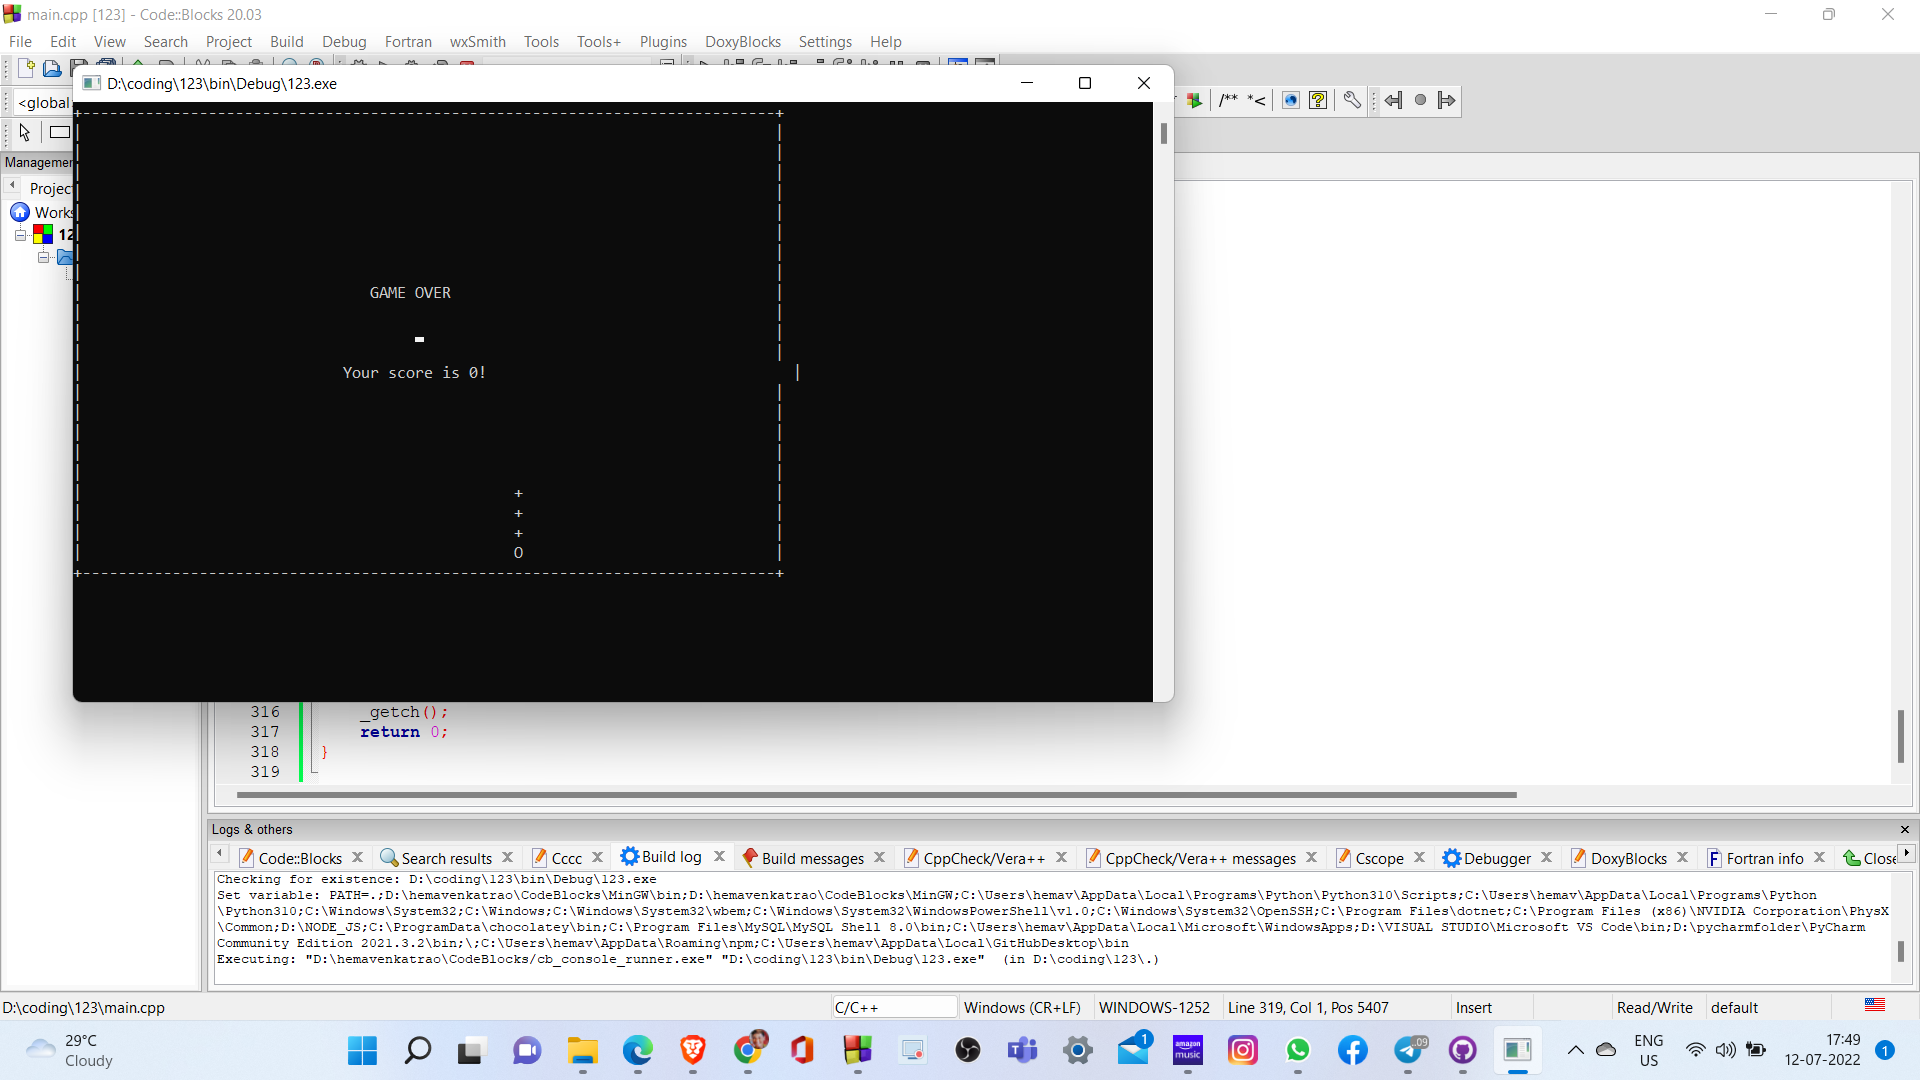 main.cpp [123] - Code::Blocks 20.03
File Edit View Search Project Build Debug Fortran wxSmith Tools Tools+ Plugins DoxyBlocks Settings Help
D:\coding\123\bin\Debug\123.exe
<global
/** *<
Managemen
Projec
Works
12
+-----------------------------------------------------------------------------+
GAME OVER
Your score is 0!
+
+
+
O
+-----------------------------------------------------------------------------+
316 _getch();
317 return 0;
318 }
319
Logs & others
Code::Blocks Search results Cccc Build log Build messages CppCheck/Vera++ CppCheck/Vera++ messages Cscope Debugger DoxyBlocks Fortran info Close
Checking for existence: D:\coding\123\bin\Debug\123.exe
Set variable: PATH=.;D:\hemavenkatrao\CodeBlocks\MinGW\bin;D:\hemavenkatrao\CodeBlocks\MinGW;C:\Users\hemav\AppData\Local\Programs\Python\Python310\Scripts;C:\Users\hemav\AppData\Local\Programs\Python
\Python310;C:\Windows\System32;C:\Windows;C:\Windows\System32\wbem;C:\Windows\System32\WindowsPowerShell\v1.0;C:\Windows\System32\OpenSSH;C:\Program Files\dotnet;C:\Program Files (x86)\NVIDIA Corporation\PhysX
\Common;D:\NODE_JS;C:\ProgramData\chocolatey\bin;C:\Program Files\MySQL\MySQL Shell 8.0\bin;C:\Users\hemav\AppData\Local\Microsoft\WindowsApps;D:\VISUAL STUDIO\Microsoft VS Code\bin;D:\pycharmfolder\PyCharm
Community Edition 2021.3.2\bin;\;C:\Users\hemav\AppData\Roaming\npm;C:\Users\hemav\AppData\Local\GitHubDesktop\bin
Executing: "D:\hemavenkatrao\CodeBlocks/cb_console_runner.exe" "D:\coding\123\bin\Debug\123.exe" (in D:\coding\123\.)
D:\coding\123\main.cpp C/C++ Windows (CR+LF) WINDOWS-1252 Line 319, Col 1, Pos 5407 Insert Read/Write default
29°C
Cloudy
amazon music
1
.09
ENG
US
17:49
12-07-2022
1